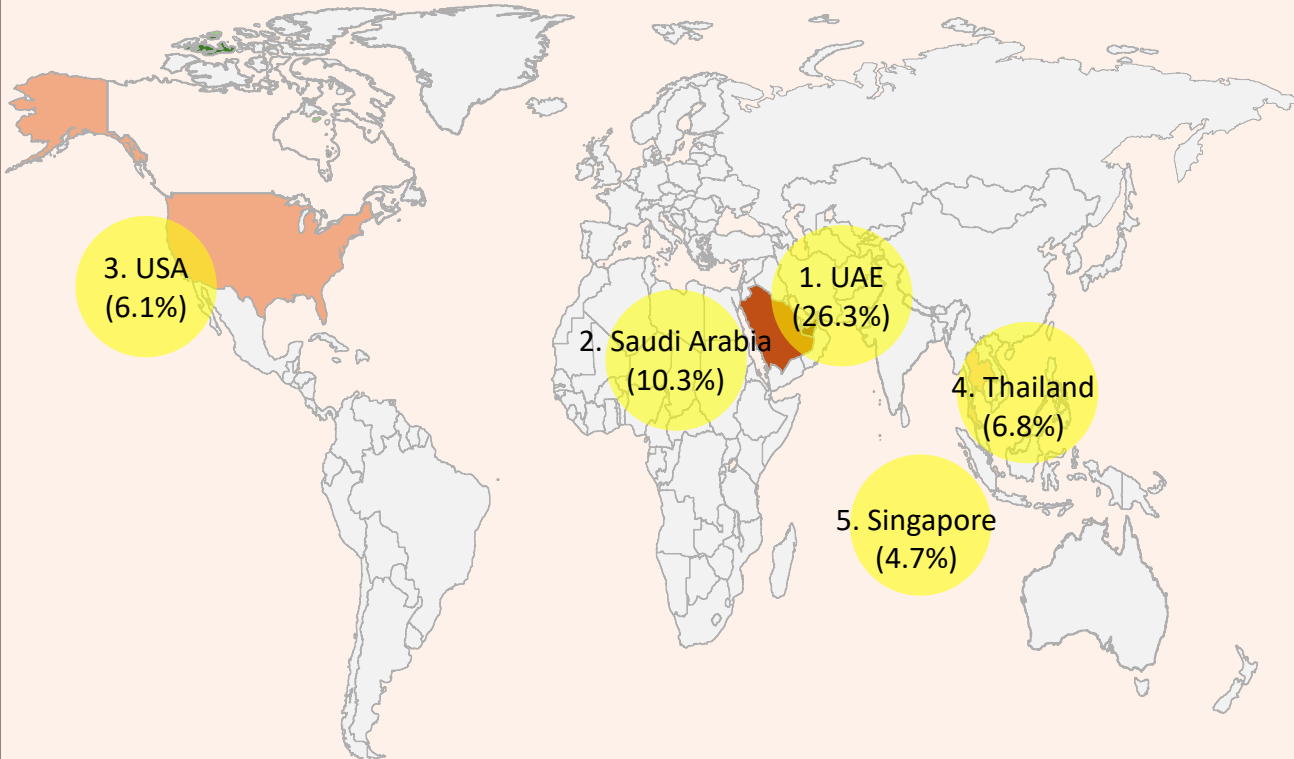 1. UAE
(26.3%)
2. Saudi Arabia
(10.3%)
3. USA
(6.1%)
4. Thailand
(6.8%)
5. Singapore
(4.7%)